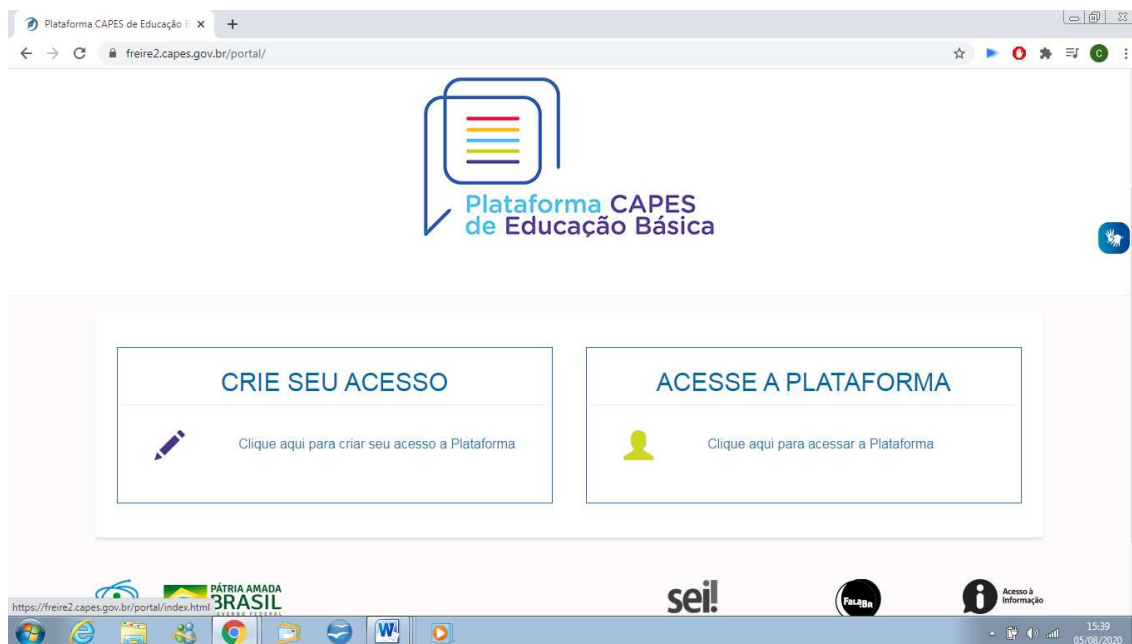 Plataforma CAPES de Educação
freire2.capes.gov.br/portal/
C
Plataforma CAPES
de Educação Básica
CRIE SEU ACESSO
Clique aqui para criar seu acesso a Plataforma
ACESSE A PLATAFORMA
Clique aqui para acessar a Plataforma
PÁTRIA AMADA
BRASIL
GOVERNO FEDERAL
sei!
FalaBR
i
Acesso à
Informação
https://freire2.capes.gov.br/portal/index.html
W
15:39
05/08/2020